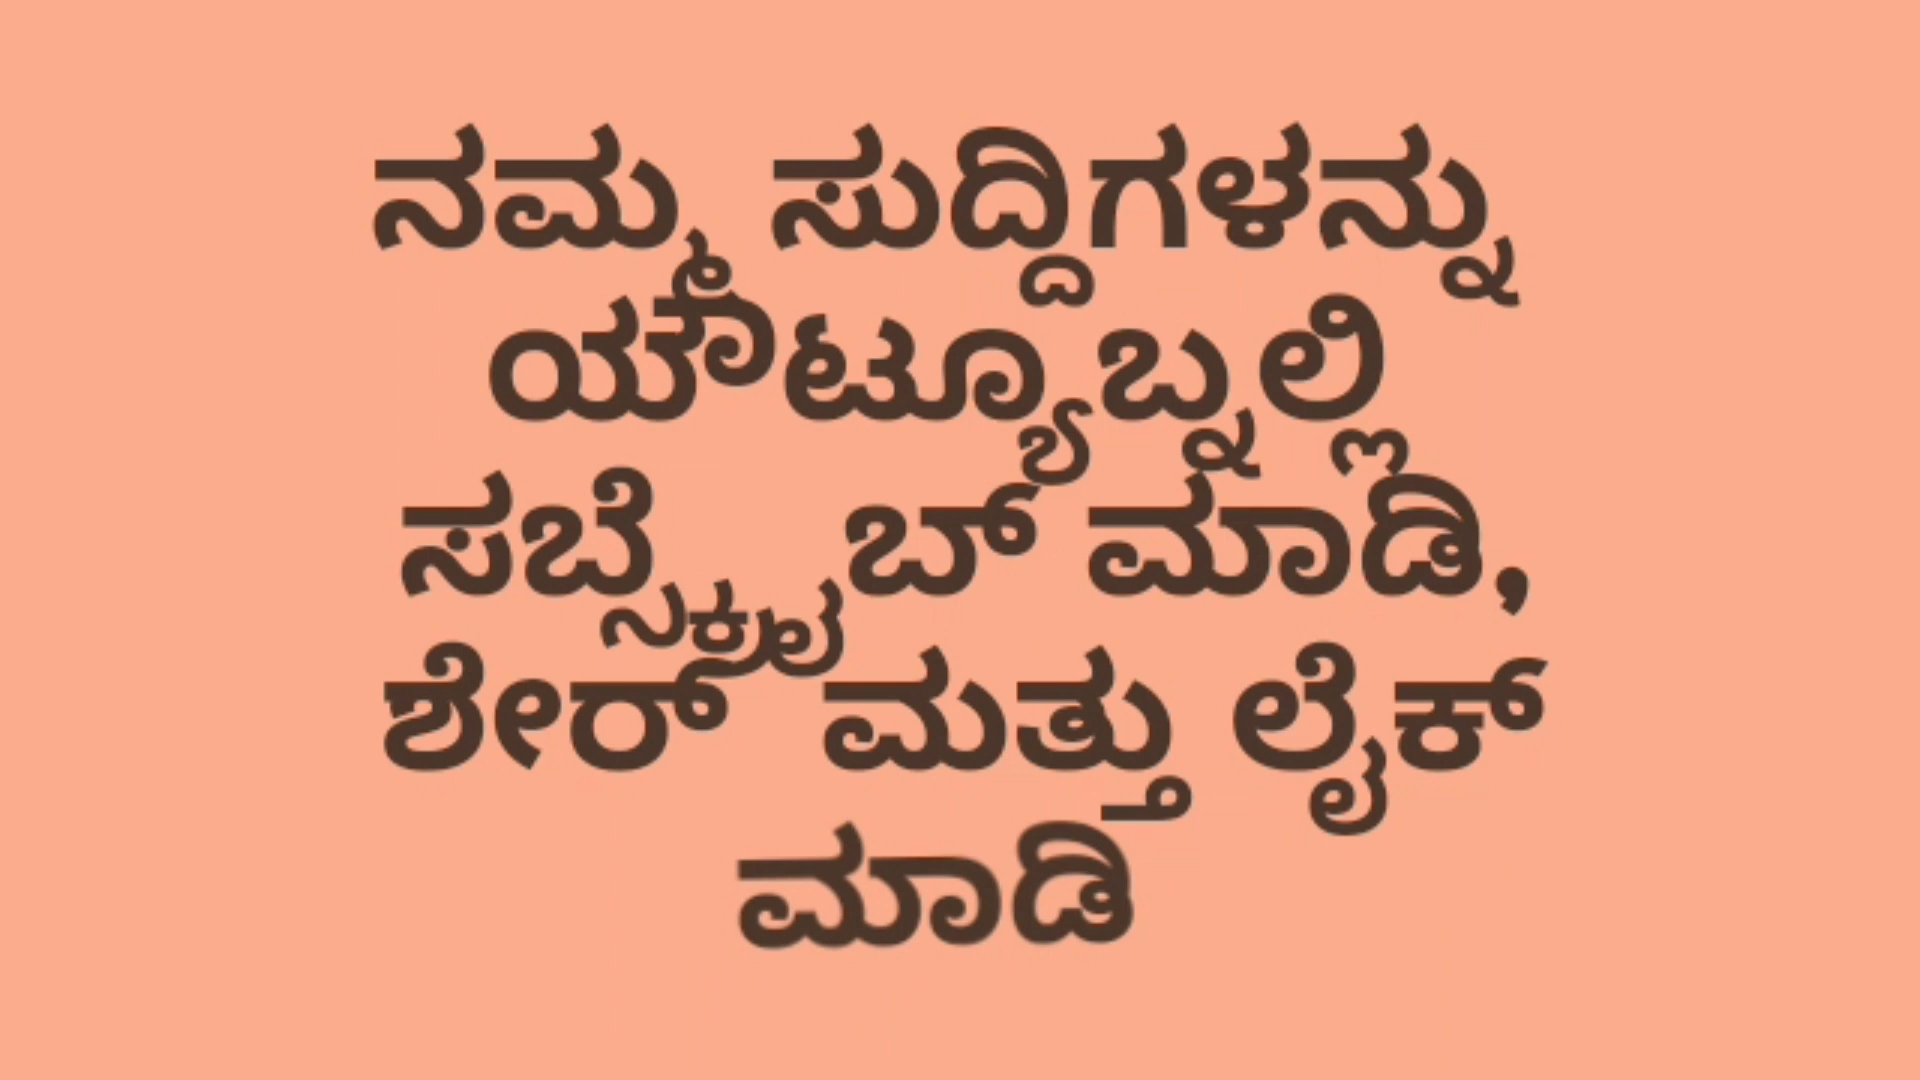 ನಮ್ಮ ಸುದ್ದಿಗಳನ್ನು
ಯೌಟ್ಯೂಬ್ನಲ್ಲಿ
ಸಬ್ಸ್ಕ್ರೈಬ್ ಮಾಡಿ,
ಶೇರ್ ಮತ್ತು ಲೈಕ್
ಮಾಡಿ